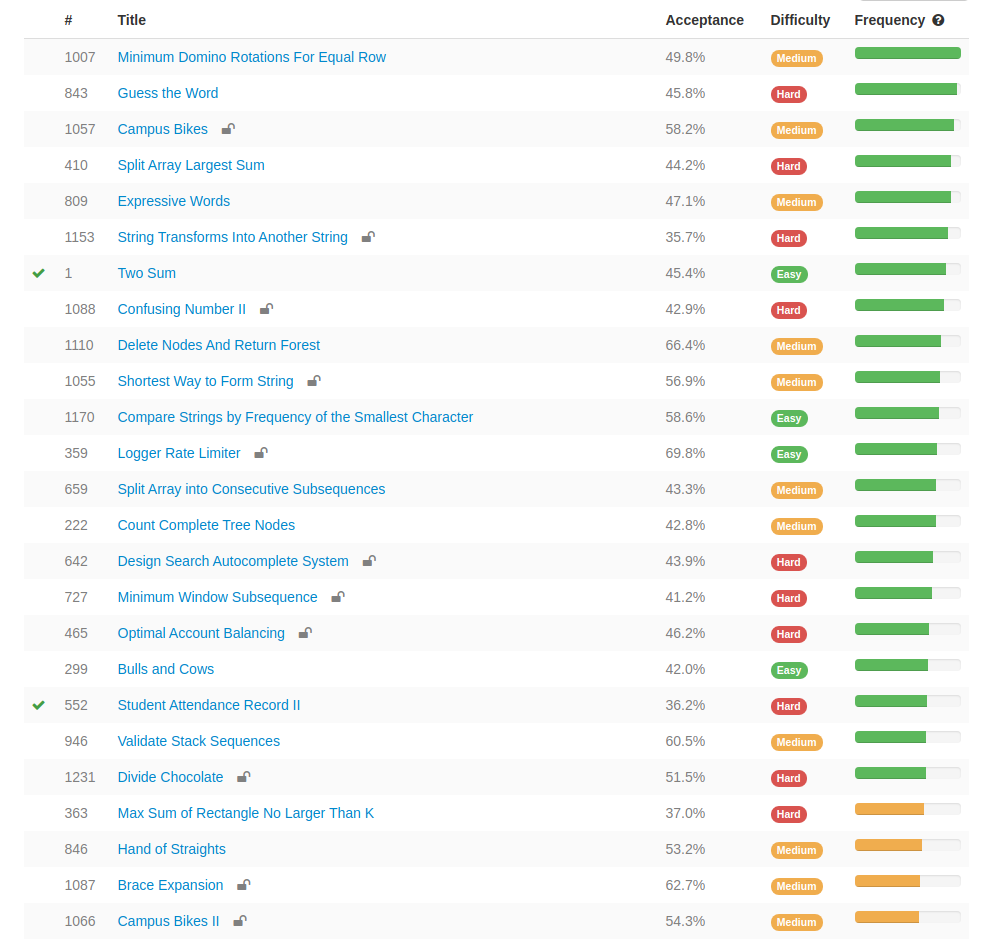 # Title Acceptance Difficulty Frequency
1007 Minimum Domino Rotations For Equal Row 49.8% Medium
843 Guess the Word 45.8% Hard
1057 Campus Bikes 58.2% Medium
410 Split Array Largest Sum 44.2% Hard
809 Expressive Words 47.1% Medium
1153 String Transforms Into Another String 35.7% Hard
1 Two Sum 45.4% Easy
1088 Confusing Number II 42.9% Hard
1110 Delete Nodes And Return Forest 66.4% Medium
1055 Shortest Way to Form String 56.9% Medium
1170 Compare Strings by Frequency of the Smallest Character 58.6% Easy
359 Logger Rate Limiter 69.8% Easy
659 Split Array into Consecutive Subsequences 43.3% Medium
222 Count Complete Tree Nodes 42.8% Medium
642 Design Search Autocomplete System 43.9% Hard
727 Minimum Window Subsequence 41.2% Hard
465 Optimal Account Balancing 46.2% Hard
299 Bulls and Cows 42.0% Easy
552 Student Attendance Record II 36.2% Hard
946 Validate Stack Sequences 60.5% Medium
1231 Divide Chocolate 51.5% Hard
363 Max Sum of Rectangle No Larger Than K 37.0% Hard
846 Hand of Straights 53.2% Medium
1087 Brace Expansion 62.7% Medium
1066 Campus Bikes II 54.3% Medium